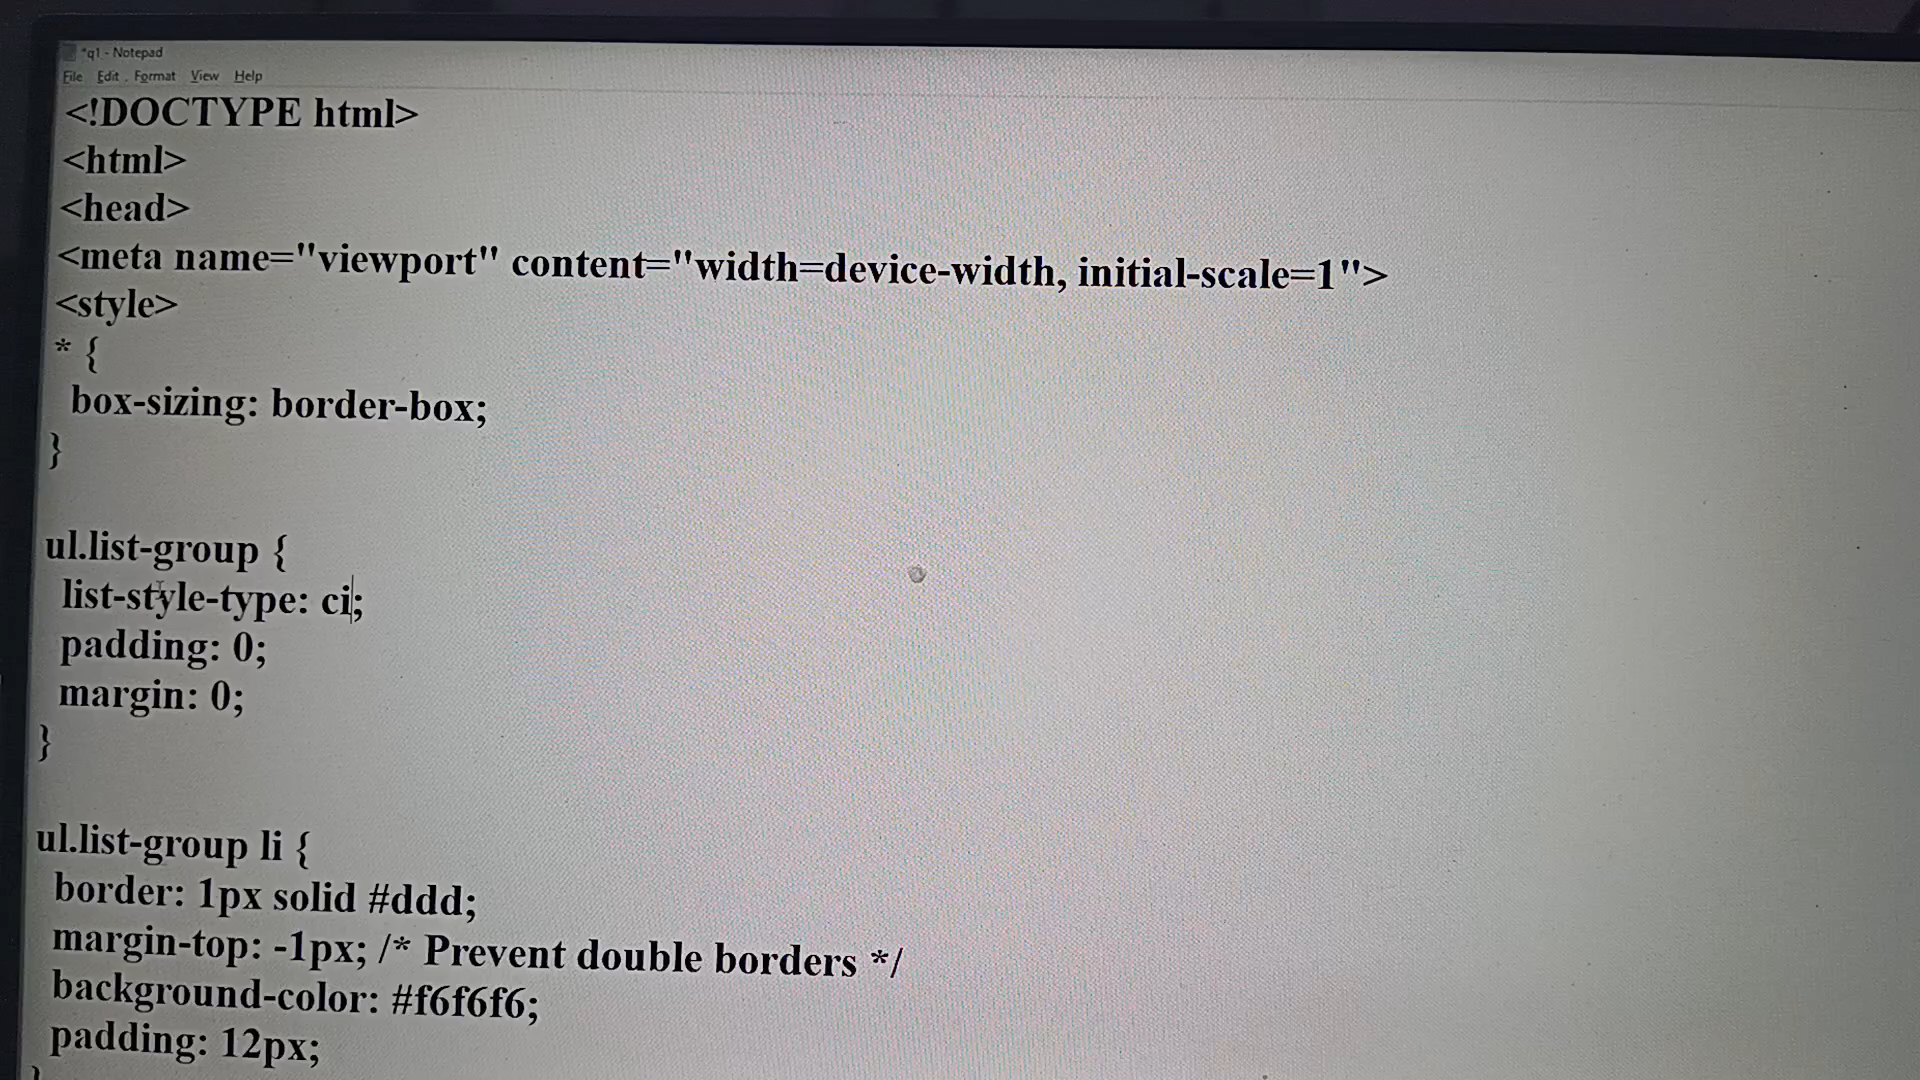 *q1 - Notepad
File Edit Format View Help
<!DOCTYPE html>
<html>
<head>
<meta name="viewport" content="width=device-width, initial-scale=1">
<style>
* {
box-sizing: border-box;
}
ul.list-group {
list-style-type: ci;
padding: 0;
margin: 0;
}
ul.list-group li {
border: 1px solid #ddd;
margin-top: -1px; /* Prevent double borders */
background-color: #f6f6f6;
padding: 12px;
}